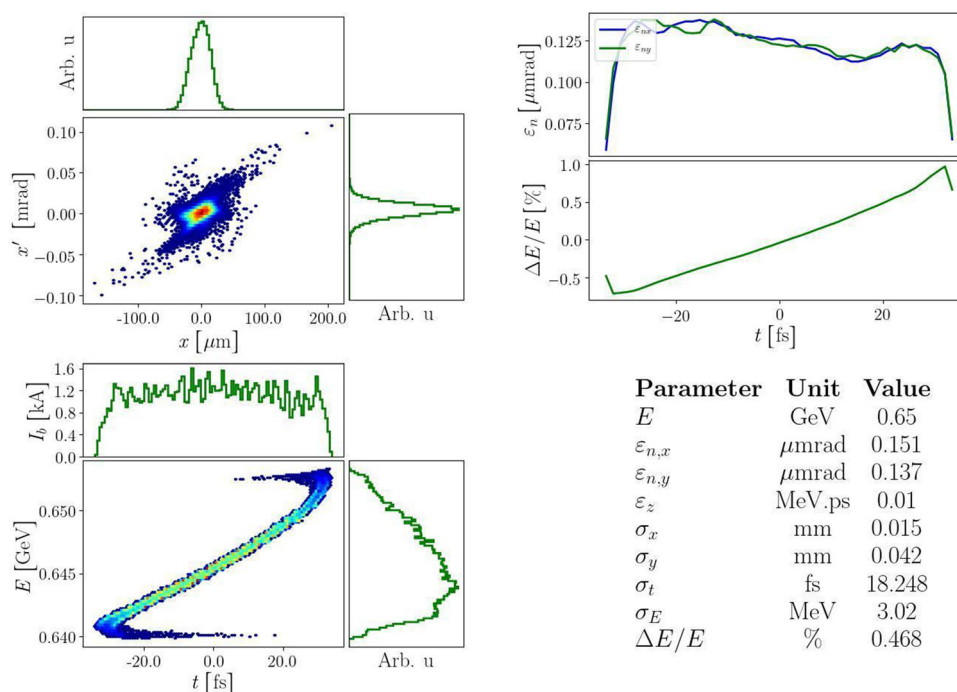 Arb. u
x' [mrad]
0.10
0.05
0.00
−0.05
−0.10
-100.0 0.0 100.0 200.0
x [μm]
Arb. u
ε_nx
ε_ny
ε_n [μmrad]
0.125
0.100
0.075
ΔE/E [%]
1.0
0.5
0.0
−0.5
−20 0 20
t [fs]
I_b [kA]
1.6
1.2
0.8
0.4
0.0
E [GeV]
0.650
0.645
0.640
-20.0 0.0 20.0
t [fs]
Arb. u
Parameter Unit Value
E GeV 0.65
ε_n,x μmrad 0.151
ε_n,y μmrad 0.137
ε_z MeV.ps 0.01
σ_x mm 0.015
σ_y mm 0.042
σ_t fs 18.248
σ_E MeV 3.02
ΔE/E % 0.468